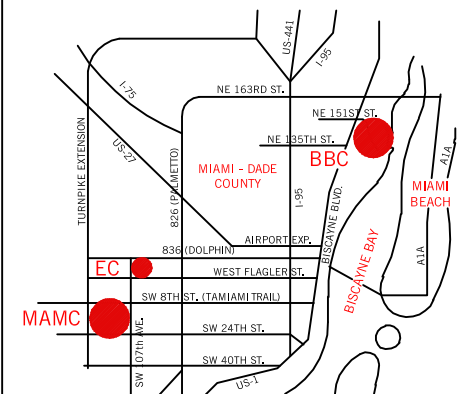 US-441
I-95
I-75
NE 163RD ST.
NE 151ST ST.
US-27
NE 135TH ST.
BBC
A1A
TURNPIKE EXTENSION
826 (PALMETTO)
MIAMI - DADE
COUNTY
I-95
BISCAYNE BLVD.
MIAMI
BEACH
AIRPORT EXP.
836 (DOLPHIN)
BISCAYNE BAY
A1A
EC
WEST FLAGLER ST.
SW 8TH ST. (TAMIAMI TRAIL)
MAMC
SW 107th AVE.
SW 24TH ST.
SW 40TH ST.
US-1